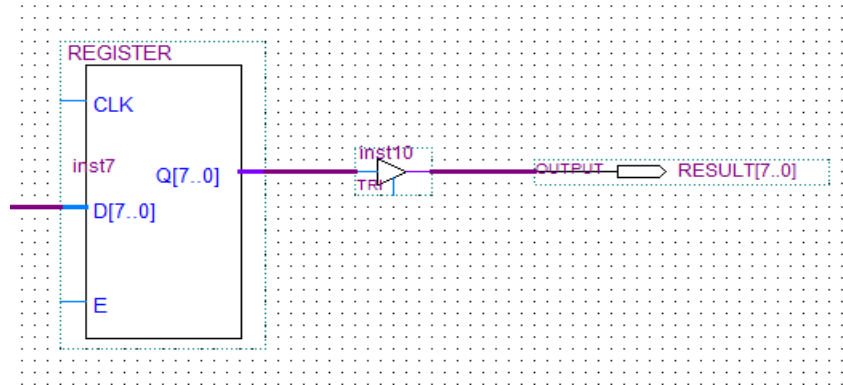 REGISTER
CLK
inst7
Q[7..0]
D[7..0]
E
inst10
TRI
OUTPUT
RESULT[7..0]